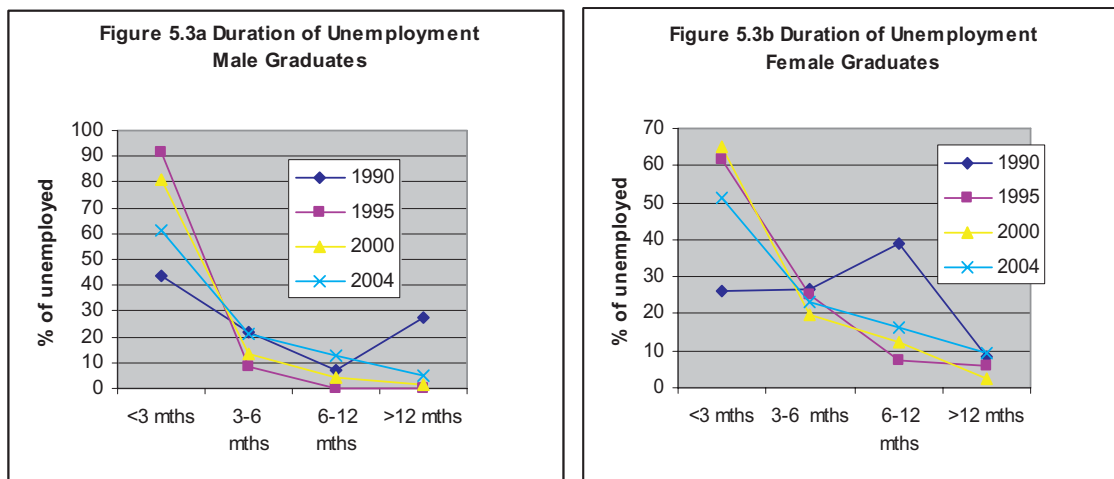 Figure 5.3a Duration of Unemployment
Male Graduates
% of unemployed
100
90
80
70
60
50
40
30
20
10
0
<3 mths
3-6
mths
6-12
mths
>12 mths
1990
1995
2000
2004
Figure 5.3b Duration of Unemployment
Female Graduates
% of unemployed
70
60
50
40
30
20
10
0
<3 mths
3-6 mths
6-12
mths
>12 mths
1990
1995
2000
2004